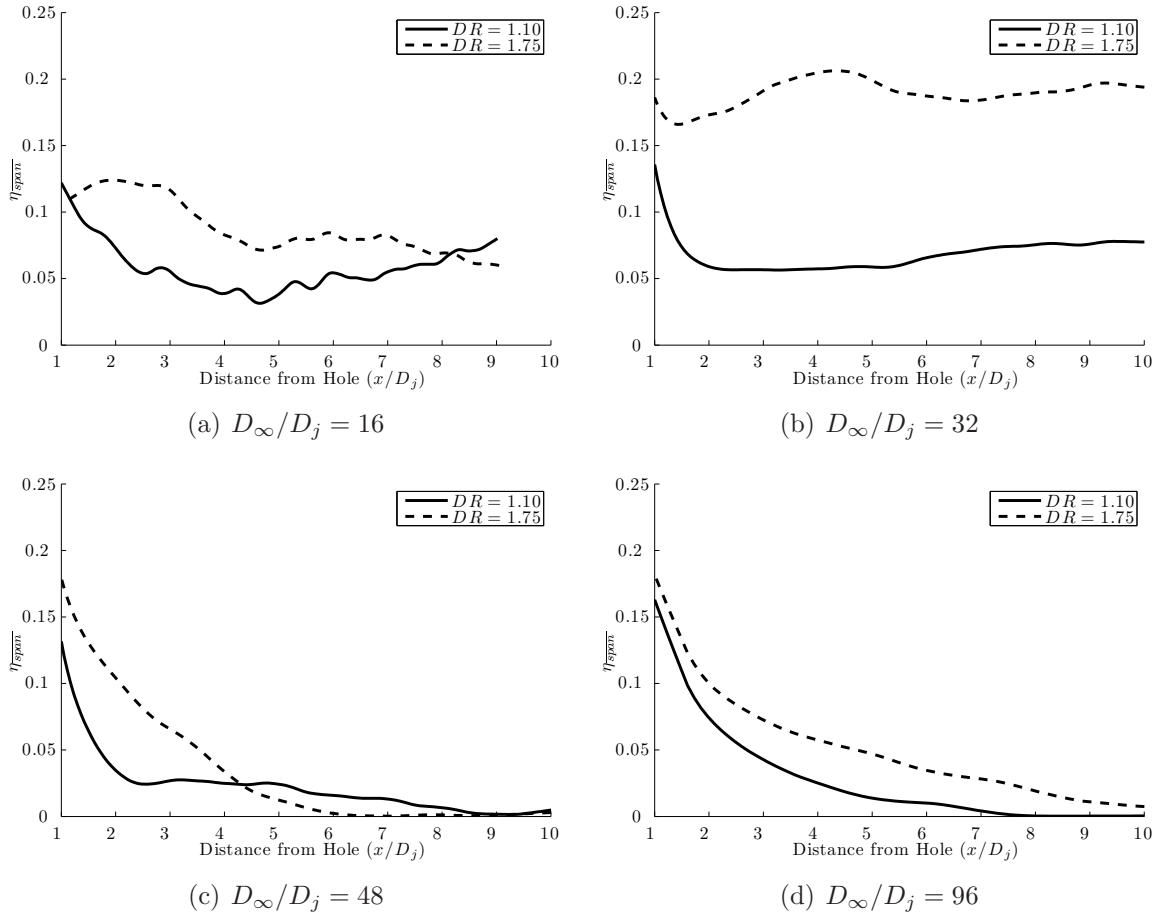 0.25
0.2
0.15
0.1
0.05
0
η̅s̅p̅a̅n̅
DR = 1.10
DR = 1.75
1 2 3 4 5 6 7 8 9 10
Distance from Hole (x/D_j)
(a) D_∞/D_j = 16
0.25
0.2
0.15
0.1
0.05
0
η̅s̅p̅a̅n̅
DR = 1.10
DR = 1.75
1 2 3 4 5 6 7 8 9 10
Distance from Hole (x/D_j)
(b) D_∞/D_j = 32
0.25
0.2
0.15
0.1
0.05
0
η̅s̅p̅a̅n̅
DR = 1.10
DR = 1.75
1 2 3 4 5 6 7 8 9 10
Distance from Hole (x/D_j)
(c) D_∞/D_j = 48
0.25
0.2
0.15
0.1
0.05
0
η̅s̅p̅a̅n̅
DR = 1.10
DR = 1.75
1 2 3 4 5 6 7 8 9 10
Distance from Hole (x/D_j)
(d) D_∞/D_j = 96